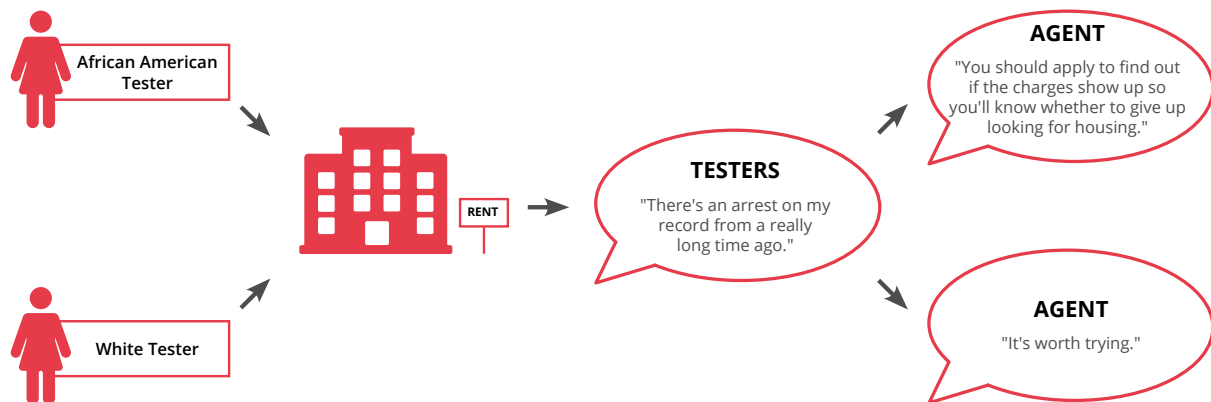 African American
Tester
White Tester
RENT
TESTERS
"There's an arrest on my
record from a really
long time ago."
AGENT
"You should apply to find out
if the charges show up so
you'll know whether to give up
looking for housing."
AGENT
"It's worth trying."